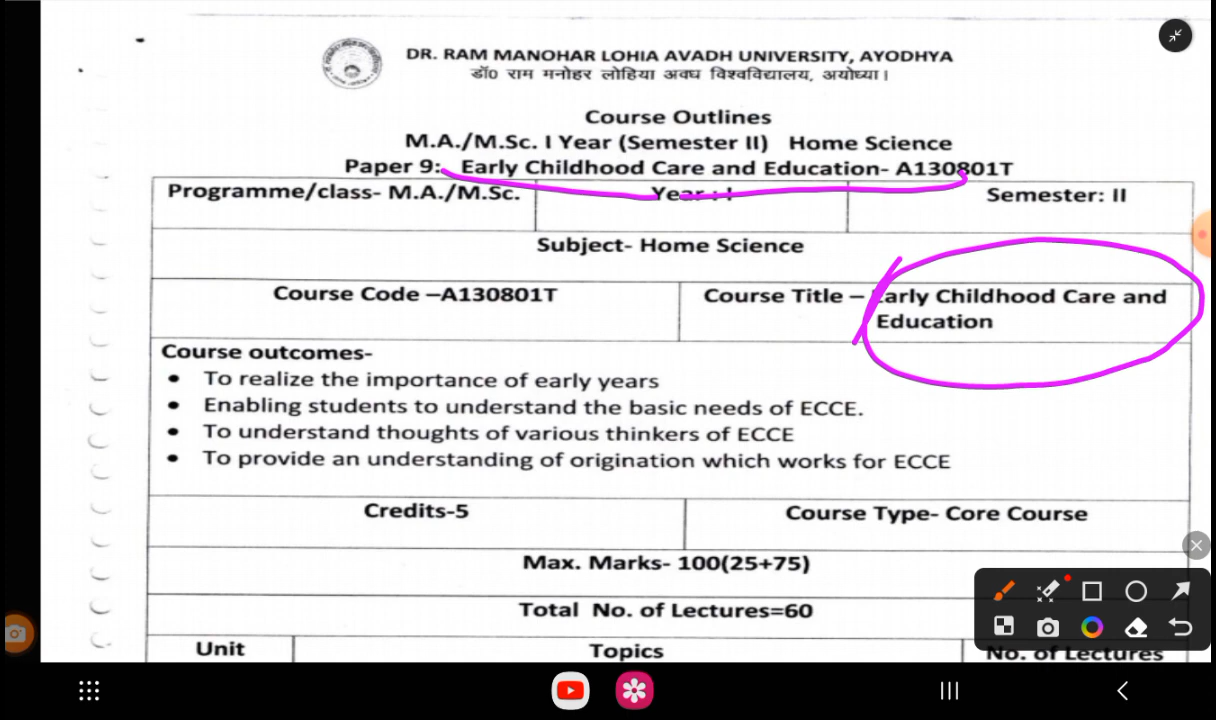 DR. RAM MANOHAR LOHIA AVADH UNIVERSITY, AYODHYA
डॉ0 राम मनोहर लोहिया अवध विश्वविद्यालय, अयोध्या।
Course Outlines
M.A./M.Sc. I Year (Semester II) Home Science
Paper 9: Early Childhood Care and Education- A130801T
Programme/class- M.A./M.Sc. Year : I Semester: II
Subject- Home Science
Course Code –A130801T Course Title – Early Childhood Care and
Education
Course outcomes-
• To realize the importance of early years
• Enabling students to understand the basic needs of ECCE.
• To understand thoughts of various thinkers of ECCE
• To provide an understanding of origination which works for ECCE
Credits-5 Course Type- Core Course
Max. Marks- 100(25+75)
Total No. of Lectures=60
Unit Topics No. of Lectures